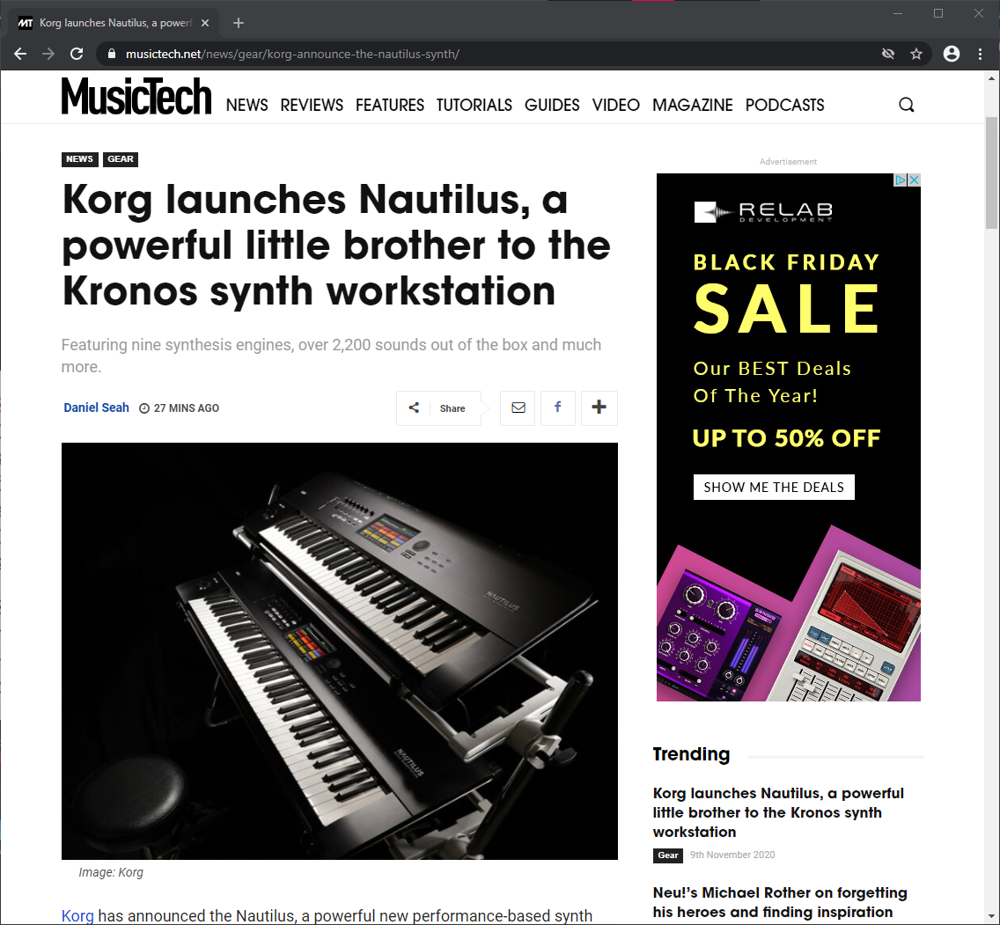 MT Korg launches Nautilus, a powerf
musictech.net/news/gear/korg-announce-the-nautilus-synth/
MusicTech NEWS REVIEWS FEATURES TUTORIALS GUIDES VIDEO MAGAZINE PODCASTS
NEWS GEAR
Korg launches Nautilus, a
powerful little brother to the
Kronos synth workstation
Featuring nine synthesis engines, over 2,200 sounds out of the box and much
more.
Daniel Seah 27 MINS AGO
Share
f
NAUTILUS
NAUTILUS
Image: Korg
Korg has announced the Nautilus, a powerful new performance-based synth
Advertisement
RELAB
DEVELOPMENT
BLACK FRIDAY
SALE
Our BEST Deals
Of The Year!
UP TO 50% OFF
SHOW ME THE DEALS
Trending
Korg launches Nautilus, a powerful
little brother to the Kronos synth
workstation
Gear 9th November 2020
Neu!’s Michael Rother on forgetting
his heroes and finding inspiration